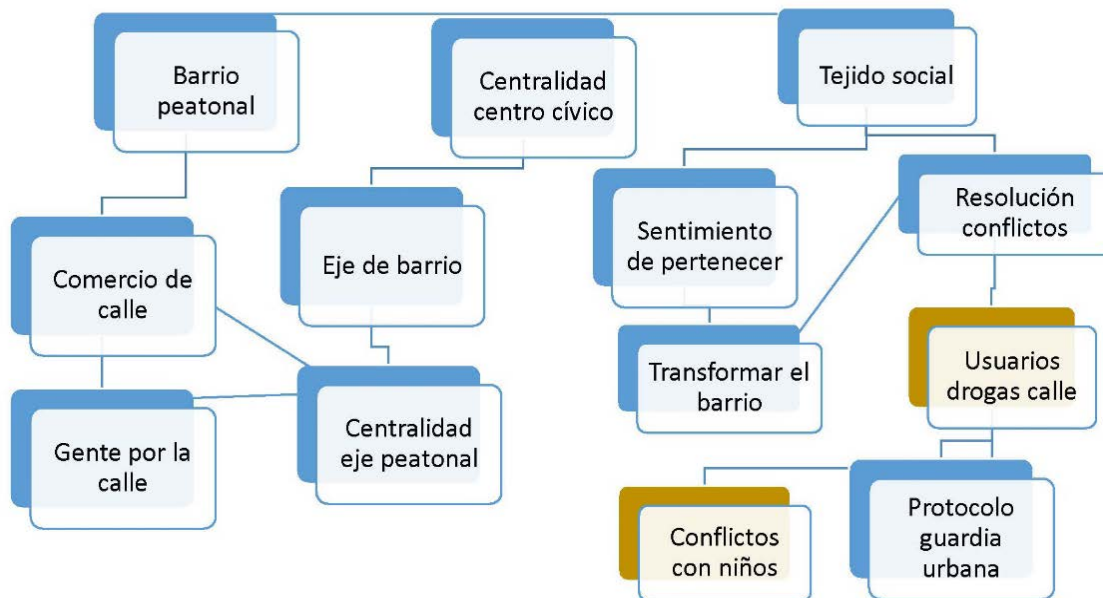 Barrio
peatonal
Centralidad
centro cívico
Tejido social
Comercio de
calle
Eje de barrio
Sentimiento
de pertenecer
Resolución
conflictos
Gente por la
calle
Centralidad
eje peatonal
Transformar el
barrio
Usuarios
drogas calle
Conflictos
con niños
Protocolo
guardia
urbana